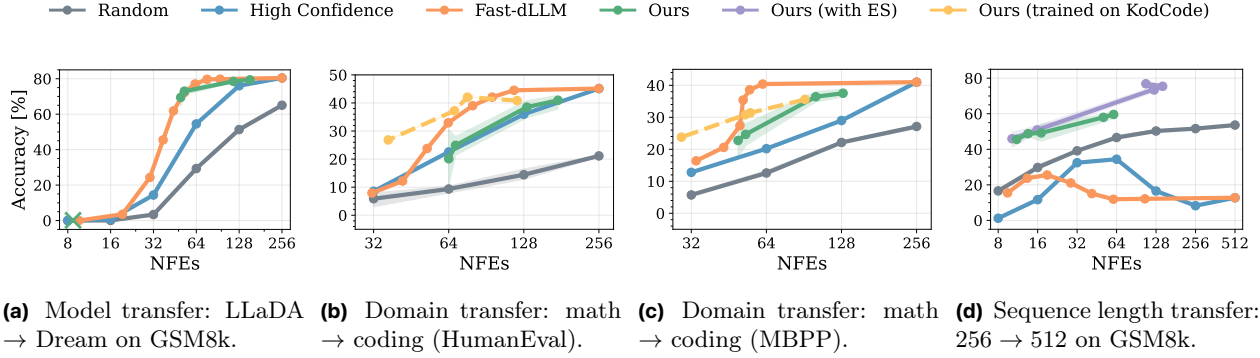 Random High Confidence Fast-dLLM Ours Ours (with ES) Ours (trained on KodCode)
Accuracy [%]
80
60
40
20
0
8 16 32 64 128 256
NFEs
50
40
30
20
10
0
32 64 128 256
NFEs
40
30
20
10
0
32 64 128 256
NFEs
80
60
40
20
0
8 16 32 64 128 256 512
NFEs
(a) Model transfer: LLaDA
→ Dream on GSM8k.
(b) Domain transfer: math
→ coding (HumanEval).
(c) Domain transfer: math
→ coding (MBPP).
(d) Sequence length transfer:
256 → 512 on GSM8k.